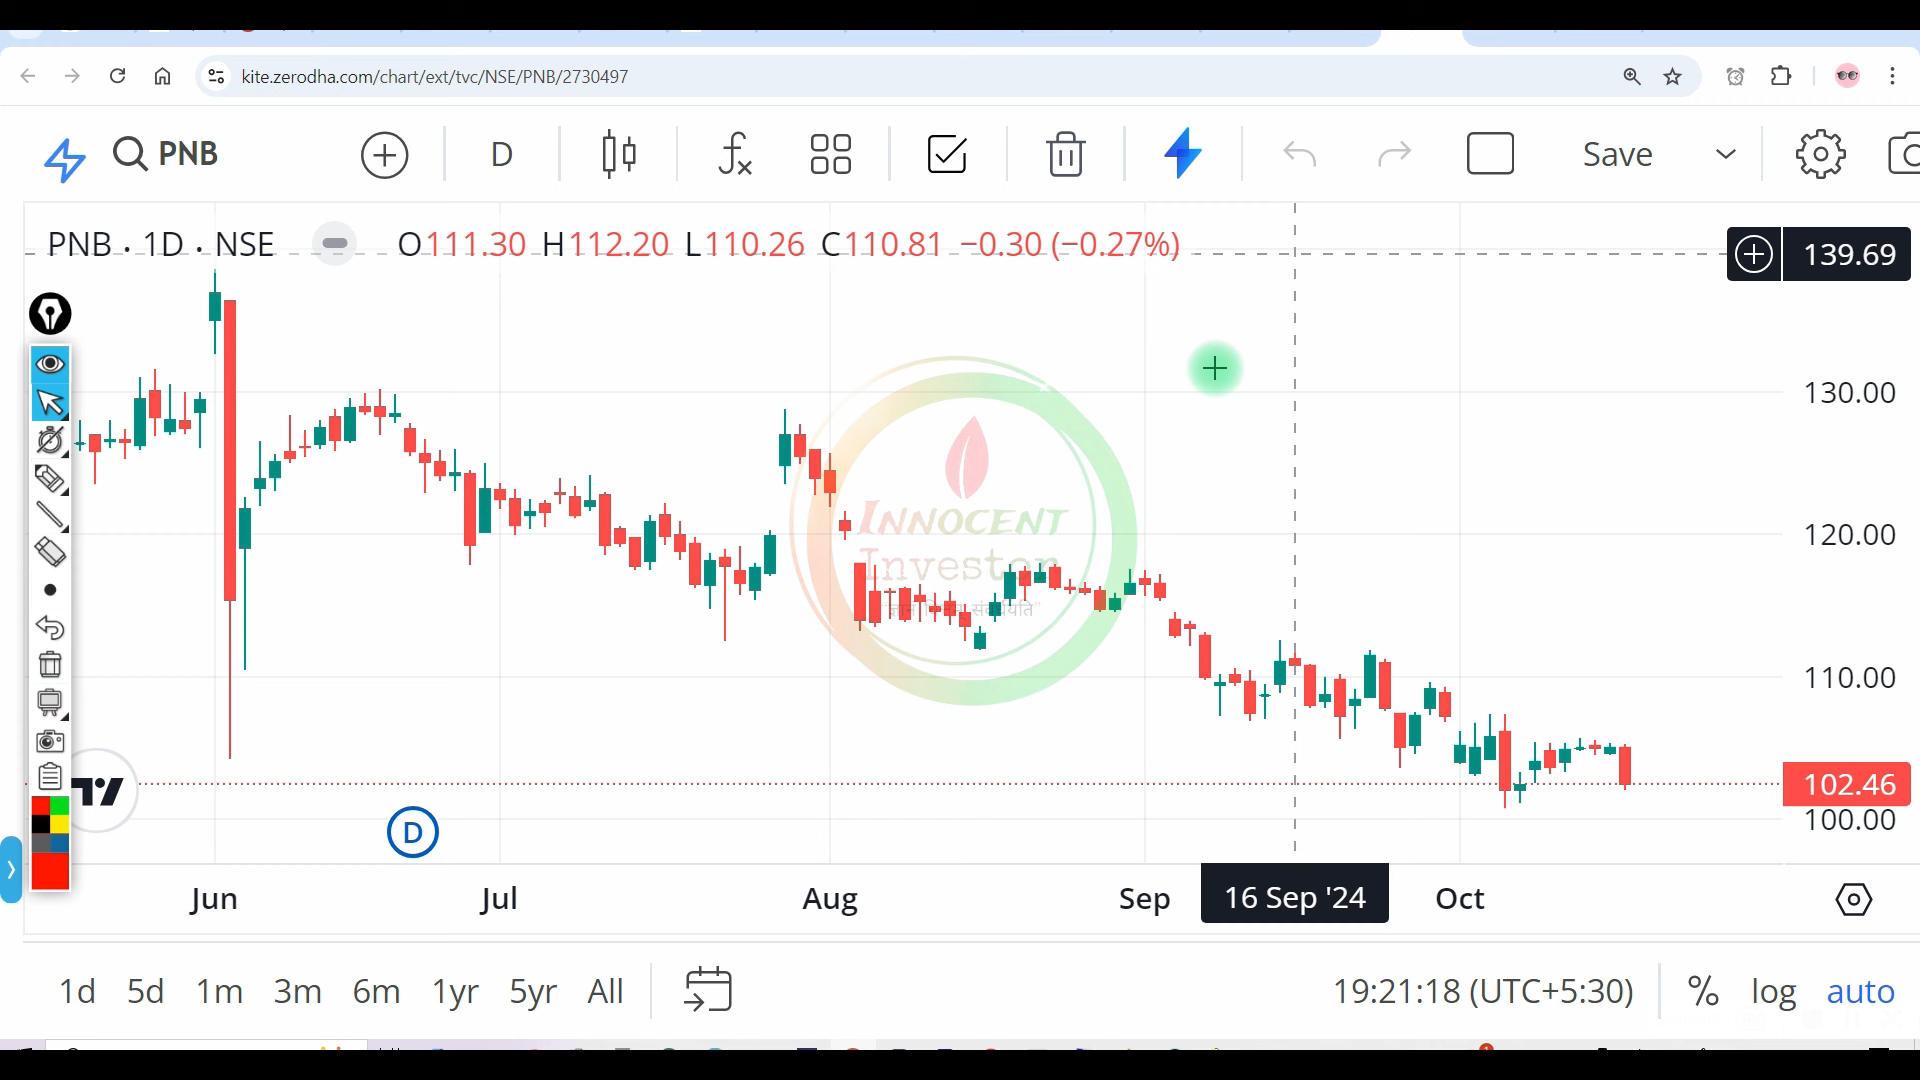 kite.zerodha.com/chart/ext/tvc/NSE/PNB/2730497
PNB
D
Save
PNB · 1D · NSE
O111.30 H112.20 L110.26 C110.81 −0.30 (−0.27%)
139.69
130.00
INNOCENT
120.00
Investor
110.00
102.46
100.00
D
Jun
Jul
Aug
Sep
16 Sep '24
Oct
1d 5d 1m 3m 6m 1yr 5yr All
19:21:18 (UTC+5:30)
% log auto